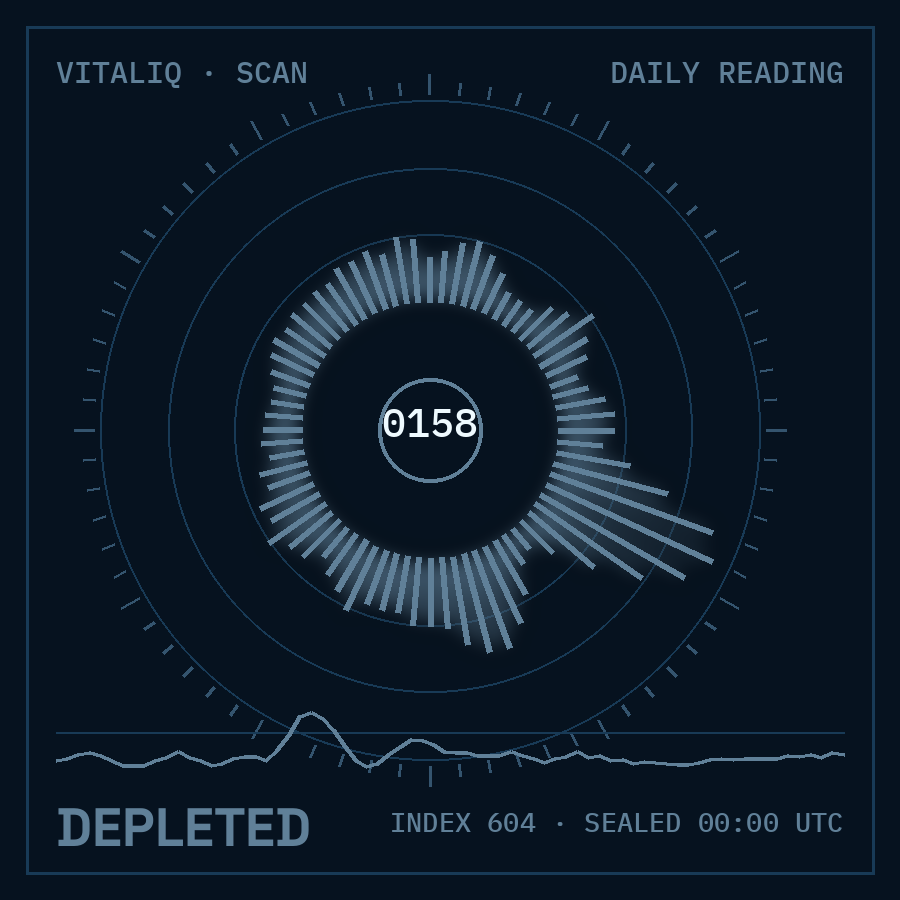 VITALIQ · SCAN
DAILY READING
0158
DEPLETED
INDEX 604 · SEALED 00:00 UTC